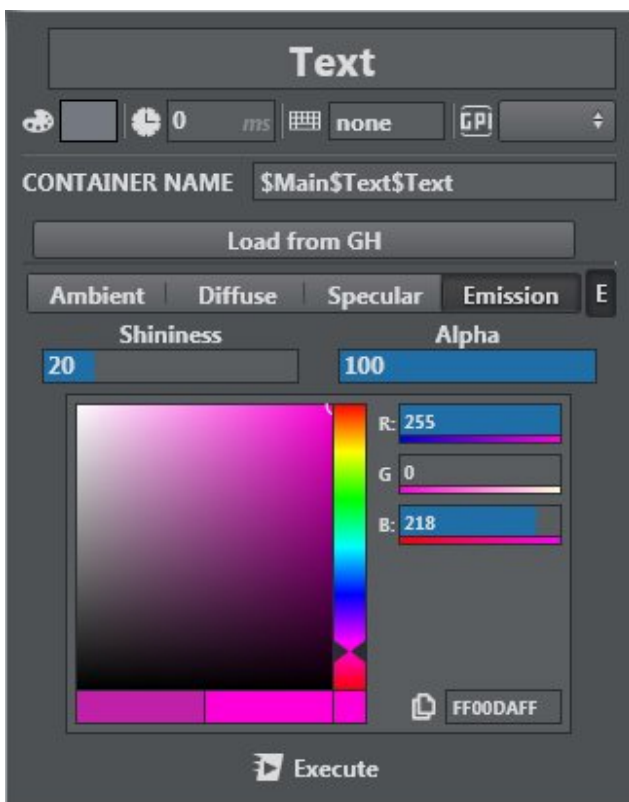 Text
0 ms none GPI
CONTAINER NAME $Main$Text$Text
Load from GH
Ambient Diffuse Specular Emission E
Shininess Alpha
20 100
R: 255
G 0
B: 218
FF00DAFF
Execute